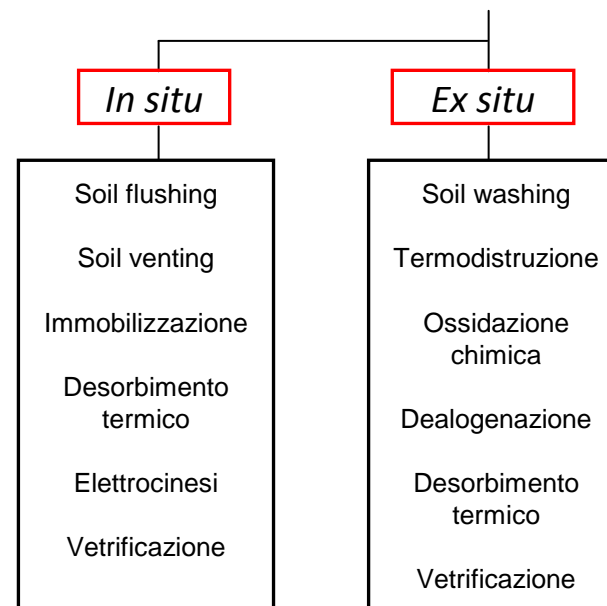 In situ
Soil flushing
Soil venting
Immobilizzazione
Desorbimento
termico
Elettrocinesi
Vetrificazione
Ex situ
Soil washing
Termodistruzione
Ossidazione
chimica
Dealogenazione
Desorbimento
termico
Vetrificazione